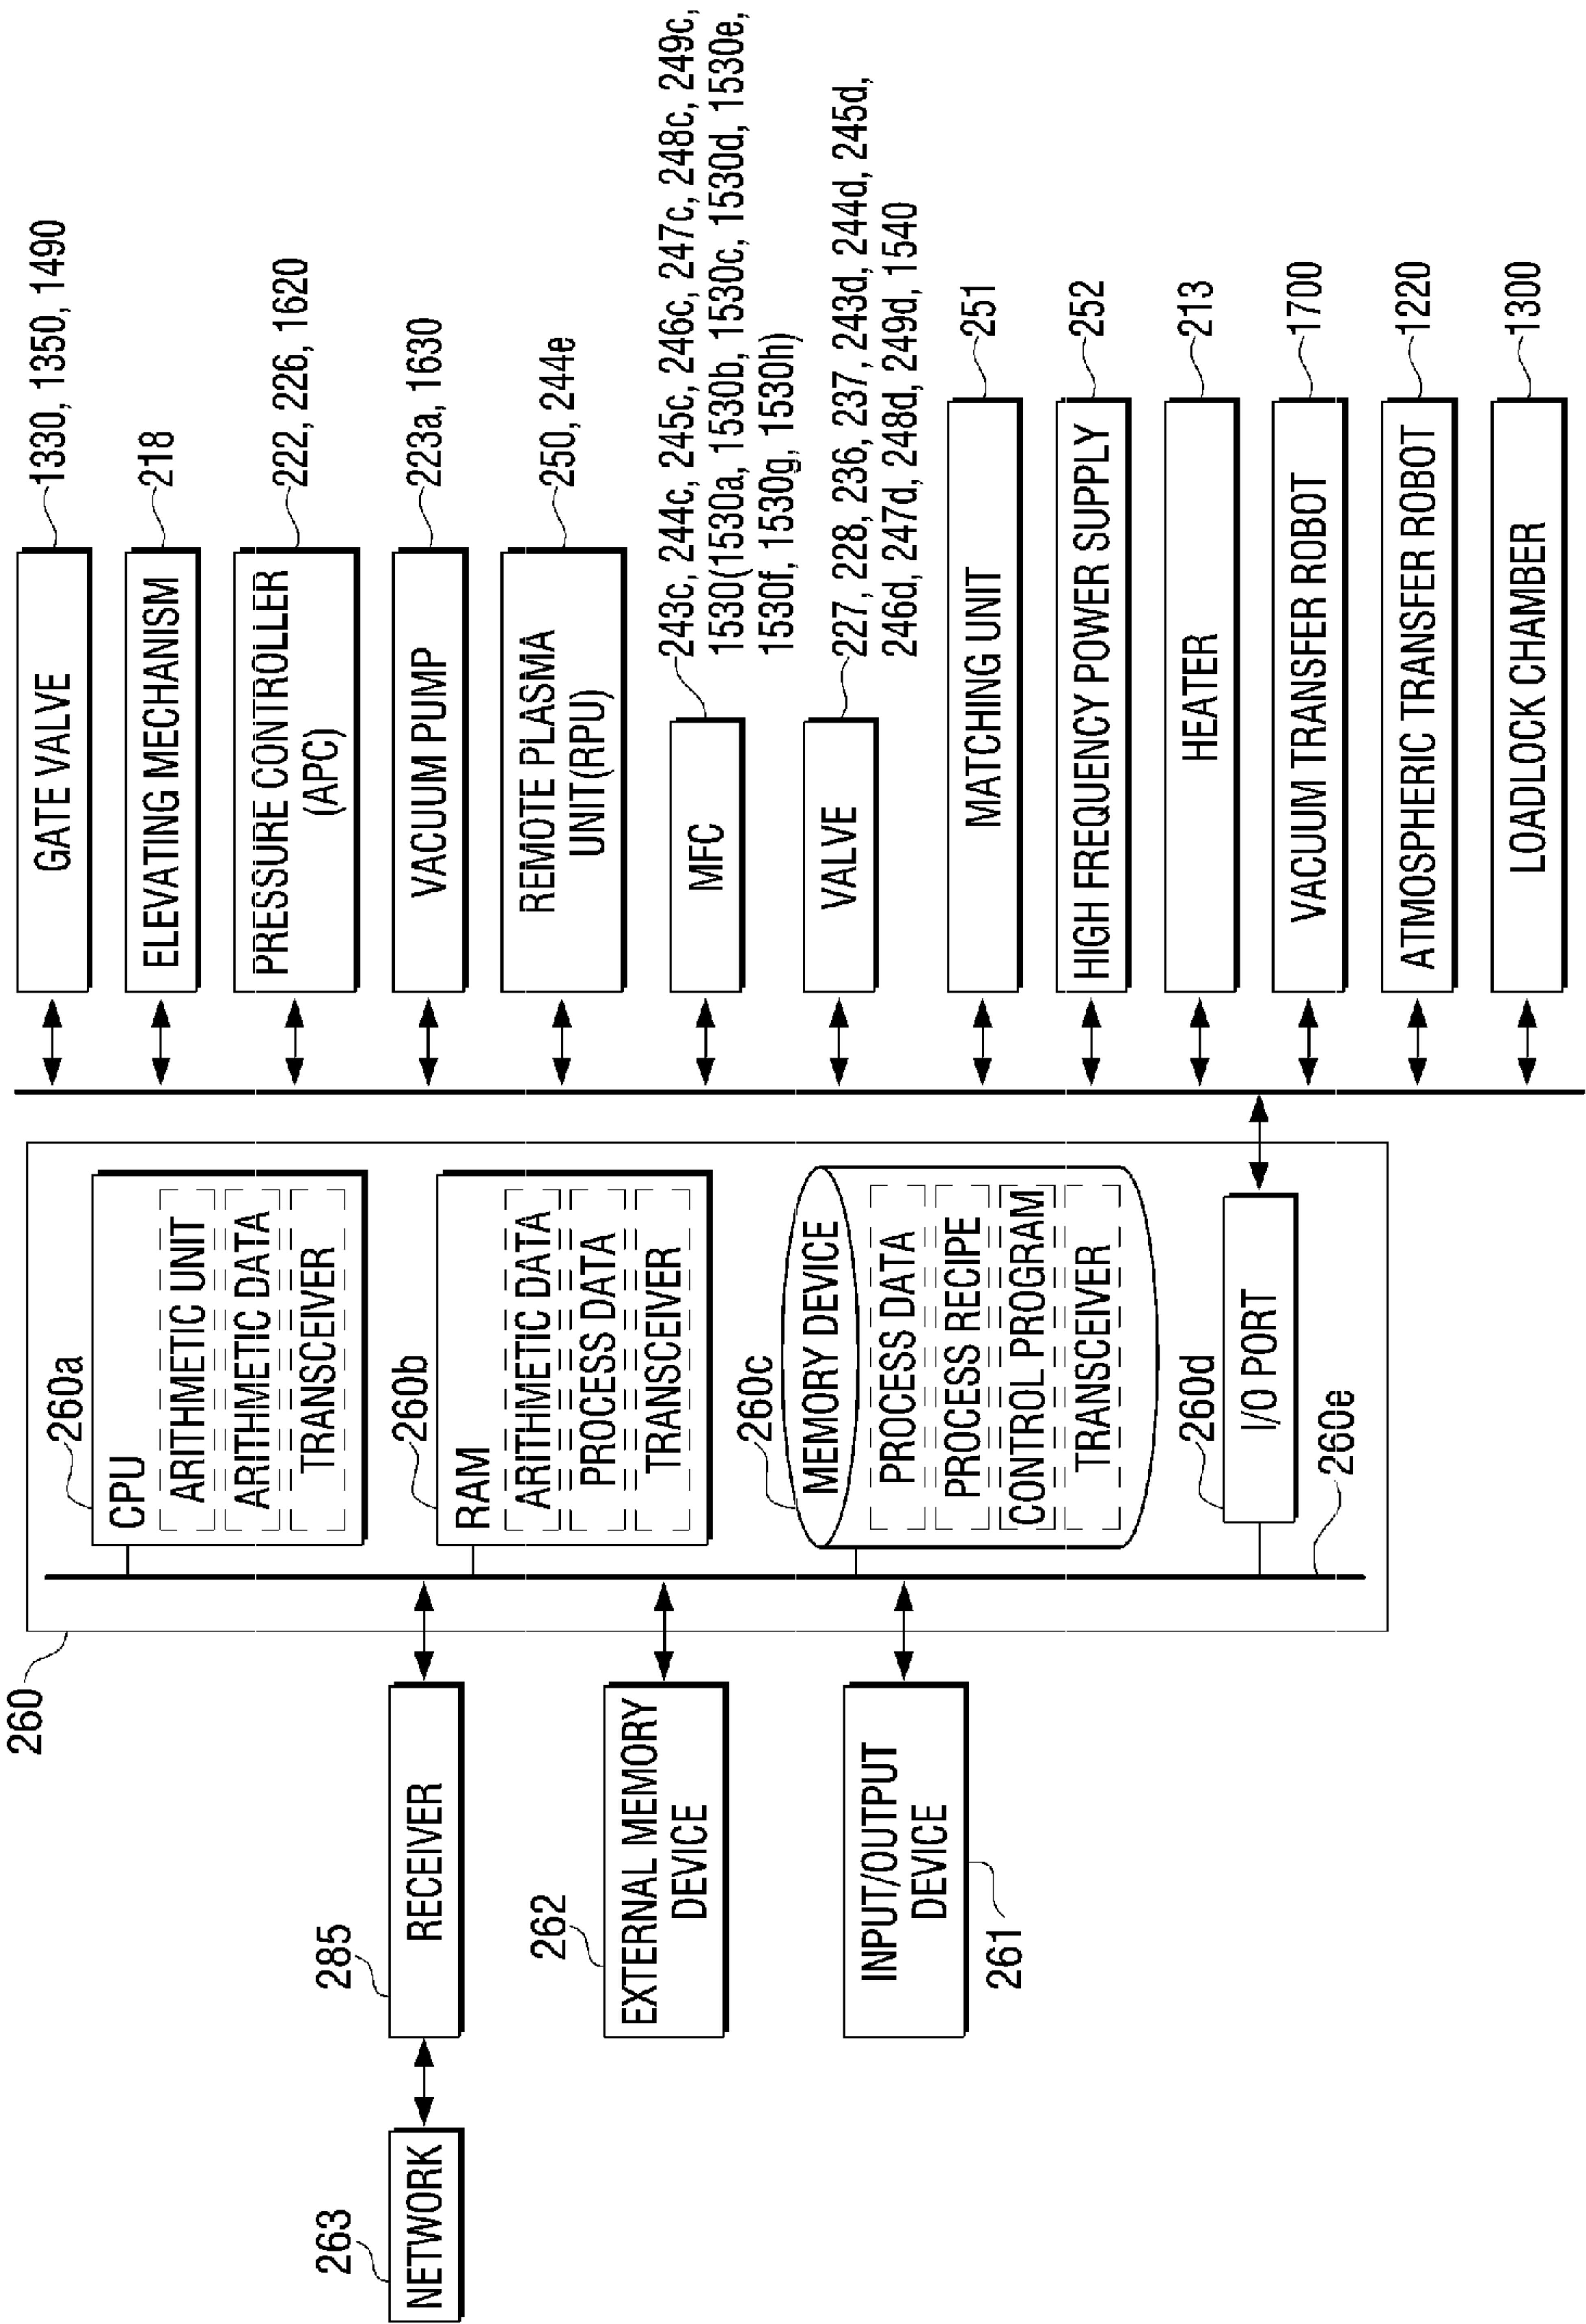 263
NETWORK
285
RECEIVER
262
EXTERNAL MEMORY
DEVICE
INPUT/OUTPUT
DEVICE
261
260
260a
CPU
ARITHMETIC UNIT
ARITHMETIC DATA
TRANSCEIVER
260b
RAM
ARITHMETIC DATA
PROCESS DATA
TRANSCEIVER
260c
MEMORY DEVICE
PROCESS DATA
PROCESS RECIPE
CONTROL PROGRAM
TRANSCEIVER
260d
I/O PORT
260e
GATE VALVE
1330, 1350, 1490
ELEVATING MECHANISM
218
PRESSURE CONTROLLER
(APC)
222, 226, 1620
VACUUM PUMP
223a, 1630
REMOTE PLASMA
UNIT(RPU)
250, 244e
MFC
243c, 244c, 245c, 246c, 247c, 248c, 249c,
1530(1530a, 1530b, 1530c, 1530d, 1530e,
1530f, 1530g, 1530h)
VALVE
227, 228, 236, 237, 243d, 244d, 245d,
246d, 247d, 248d, 249d, 1540
MATCHING UNIT
251
HIGH FREQUENCY POWER SUPPLY
252
HEATER
213
VACUUM TRANSFER ROBOT
1700
ATMOSPHERIC TRANSFER ROBOT
1220
LOADLOCK CHAMBER
1300